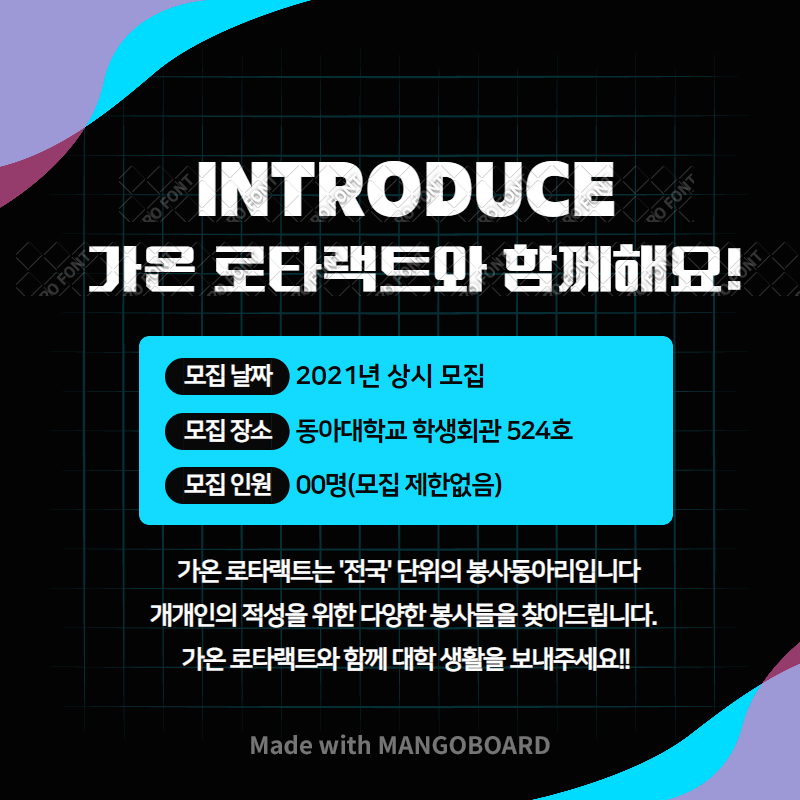 INTRODUCE
가온 로타랙트와 함께해요!
모집 날짜 2021년 상시 모집
모집 장소 동아대학교 학생회관 524호
모집 인원 00명(모집 제한없음)
가온 로타랙트는 '전국' 단위의 봉사동아리입니다
개개인의 적성을 위한 다양한 봉사들을 찾아드립니다.
가온 로타랙트와 함께 대학 생활을 보내주세요!!
Made with MANGOBOARD